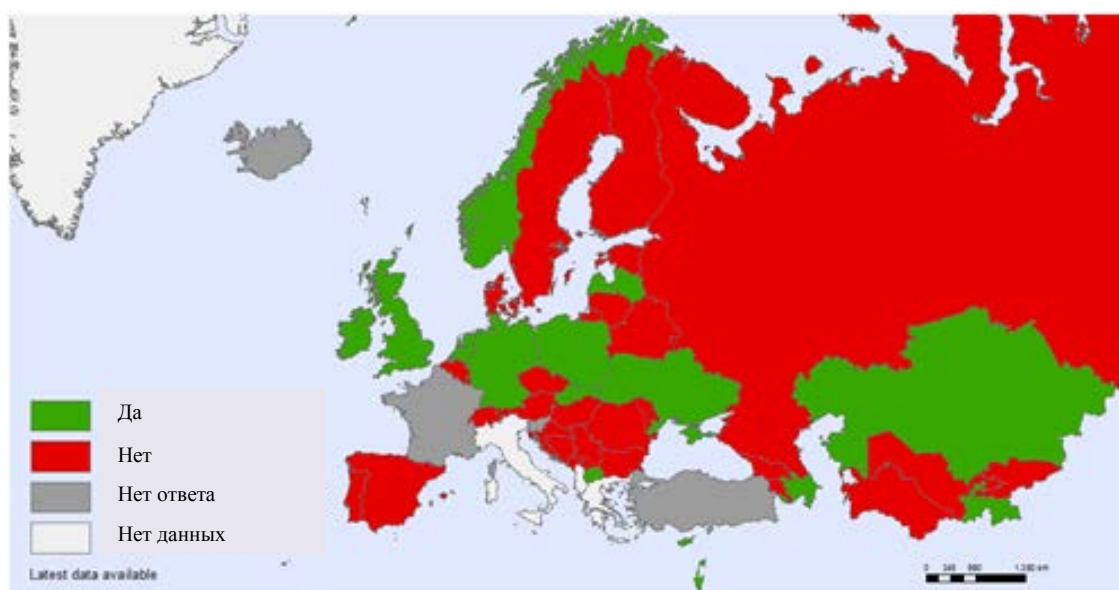 Да
Нет
Нет ответа
Нет данных
Latest data available